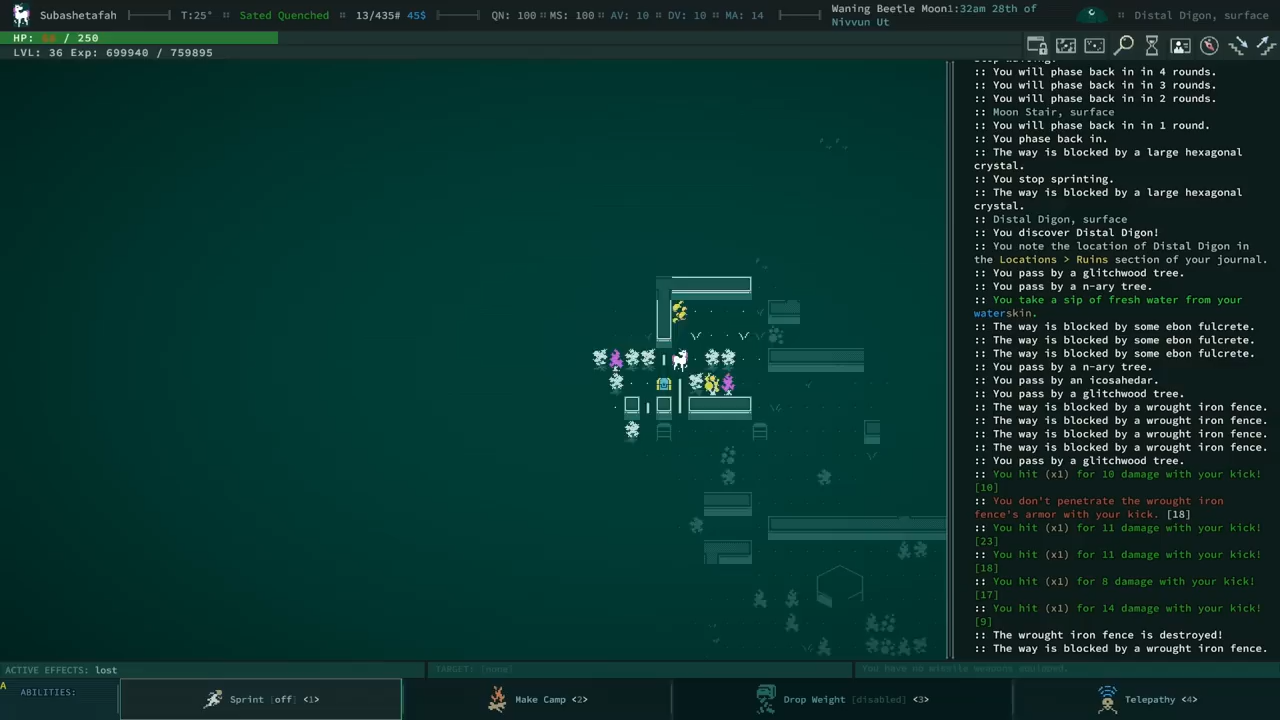 Subashetafah
T:25°
Sated Quenched
13/435# 45$
QN: 100
MS: 100
AV: 10
DV: 10
MA: 14
Waning Beetle Moon 1:32am 28th of
Nivvun Ut
Distal Digon, surface
HP: / 250
LVL: 36 Exp: 699940 / 759895
:: You will phase back in in 4 rounds.
:: You will phase back in in 3 rounds.
:: You will phase back in in 2 rounds.
:: Moon Stair, surface
:: You will phase back in in 1 round.
:: You phase back in.
:: The way is blocked by a large hexagonal
crystal.
:: You stop sprinting.
:: The way is blocked by a large hexagonal
crystal.
:: Distal Digon, surface
:: You discover Distal Digon!
:: You note the location of Distal Digon in
the Locations > Ruins section of your journal.
:: You pass by a glitchwood tree.
:: You pass by a n-ary tree.
:: You take a sip of fresh water from your
waterskin.
:: The way is blocked by some ebon fulcrete.
:: The way is blocked by some ebon fulcrete.
:: The way is blocked by some ebon fulcrete.
:: You pass by a n-ary tree.
:: You pass by an icosahedar.
:: You pass by a glitchwood tree.
:: The way is blocked by a wrought iron fence.
:: The way is blocked by a wrought iron fence.
:: The way is blocked by a wrought iron fence.
:: The way is blocked by a wrought iron fence.
:: You pass by a glitchwood tree.
:: You hit (x1) for 10 damage with your kick!
[10]
:: You don't penetrate the wrought iron
fence's armor with your kick. [18]
:: You hit (x1) for 11 damage with your kick!
[23]
:: You hit (x1) for 11 damage with your kick!
[18]
:: You hit (x1) for 8 damage with your kick!
[17]
:: You hit (x1) for 14 damage with your kick!
[9]
:: The wrought iron fence is destroyed!
:: The way is blocked by a wrought iron fence.
ACTIVE EFFECTS: lost
TARGET: [none]
You have no missile weapons equipped.
A
ABILITIES:
Sprint [off] <1>
Make Camp <2>
Drop Weight [disabled] <3>
Telepathy <4>